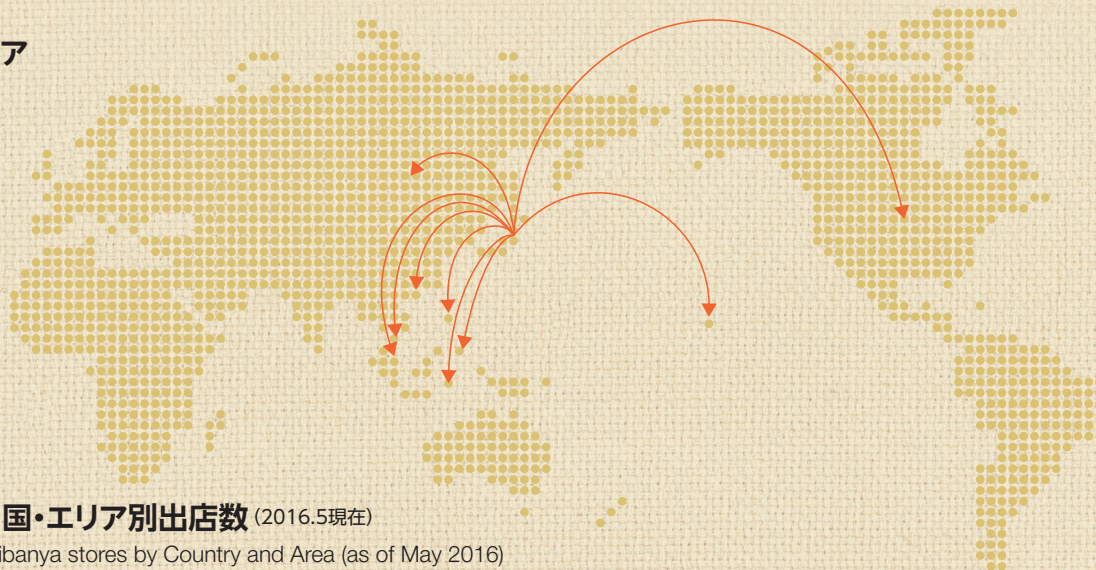 ア
国・エリア別出店数 (2016.5現在)
ibanya stores by Country and Area (as of May 2016)